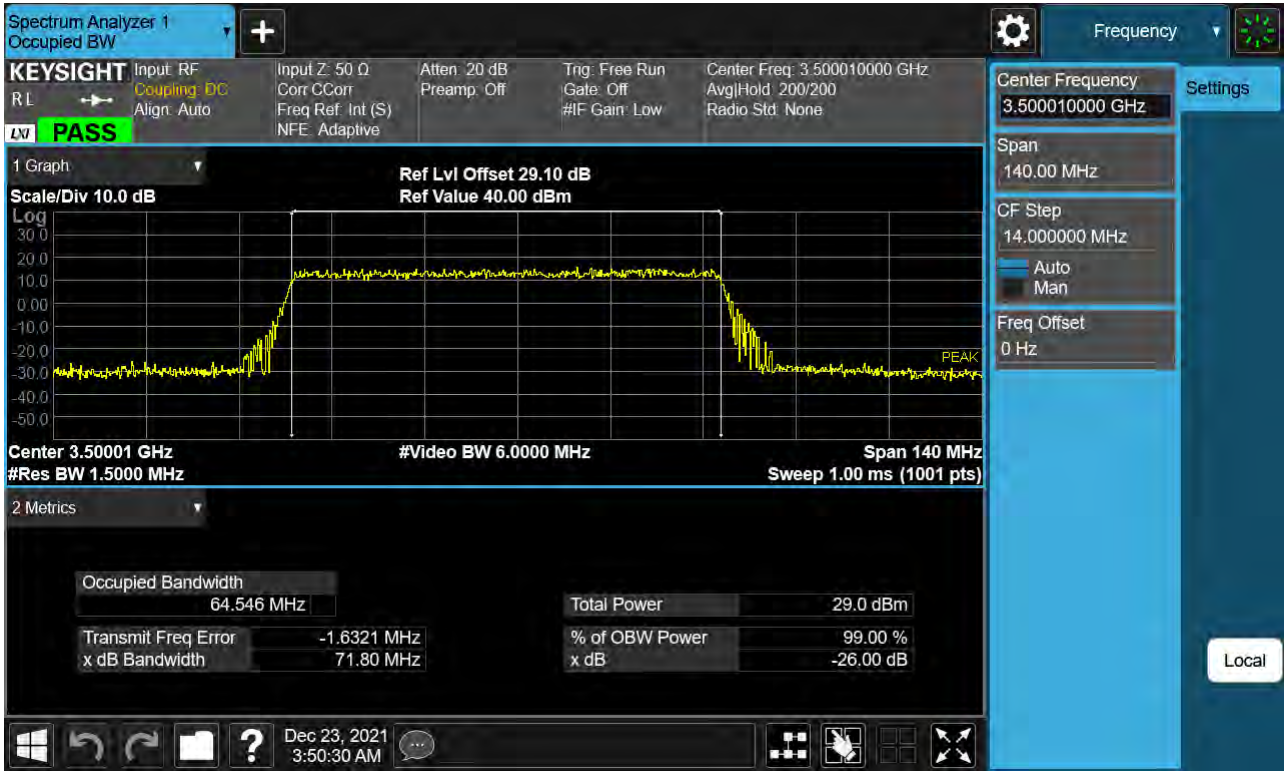 Spectrum Analyzer 1
Occupied BW
+
Frequency
KEYSIGHT
R L
LXI PASS
Input: RF
Coupling: DC
Align: Auto
Input Z: 50 Ω
Corr CCorr
Freq Ref: Int (S)
NFE: Adaptive
Atten: 20 dB
Preamp: Off
Trig: Free Run
Gate: Off
#IF Gain: Low
Center Freq: 3.500010000 GHz
Avg|Hold: 200/200
Radio Std: None
Center Frequency
3.500010000 GHz
Settings
Span
140.00 MHz
CF Step
14.000000 MHz
Auto
Man
Freq Offset
0 Hz
1 Graph
Scale/Div 10.0 dB
Ref Lvl Offset 29.10 dB
Ref Value 40.00 dBm
Log
30.0
20.0
10.0
0.00
-10.0
-20.0
-30.0
-40.0
-50.0
PEAK
Center 3.50001 GHz
#Res BW 1.5000 MHz
#Video BW 6.0000 MHz
Span 140 MHz
Sweep 1.00 ms (1001 pts)
2 Metrics
Occupied Bandwidth
64.546 MHz
Total Power 29.0 dBm
Transmit Freq Error -1.6321 MHz
% of OBW Power 99.00 %
x dB Bandwidth 71.80 MHz
x dB -26.00 dB
Local
?
Dec 23, 2021
3:50:30 AM